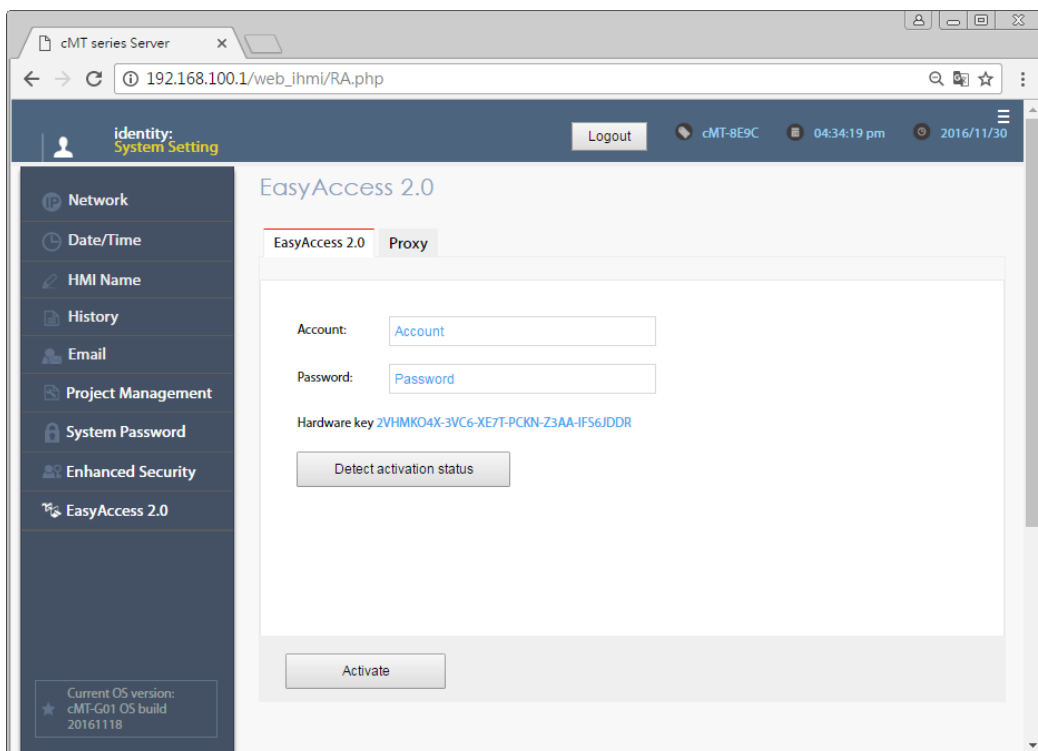 cMT series Server
192.168.100.1/web_ihmi/RA.php
identity:
System Setting
Logout
cMT-8E9C
04:34:19 pm
2016/11/30
Network
Date/Time
HMI Name
History
Email
Project Management
System Password
Enhanced Security
EasyAccess 2.0
Current OS version:
cMT-G01 OS build
20161118
EasyAccess 2.0
EasyAccess 2.0
Proxy
Account:
Account
Password:
Password
Hardware key 2VHMKO4X-3VC6-XE7T-PCKN-Z3AA-IFS6JDDR
Detect activation status
Activate